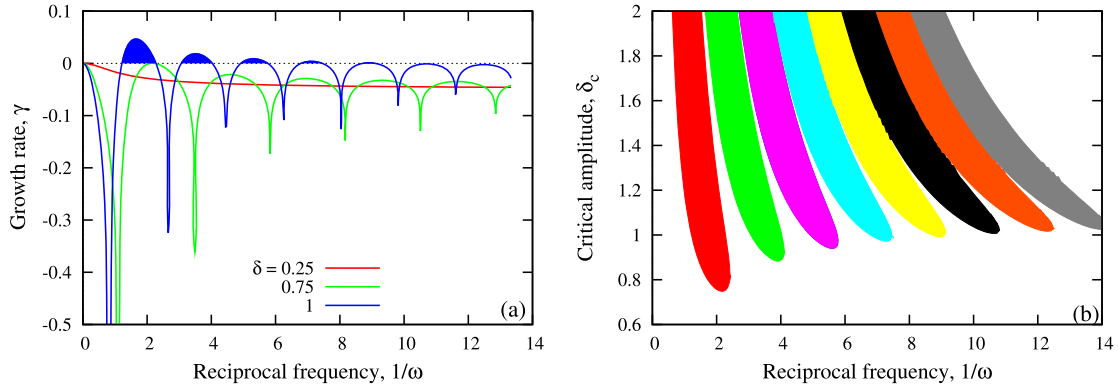 0.1
0
-0.1
-0.2
-0.3
-0.4
-0.5
0 2 4 6 8 10 12 14
Growth rate, γ
Reciprocal frequency, 1/ω
δ = 0.25
0.75
1
(a)
2
1.8
1.6
1.4
1.2
1
0.8
0.6
0 2 4 6 8 10 12 14
Critical amplitude, δc
Reciprocal frequency, 1/ω
(b)